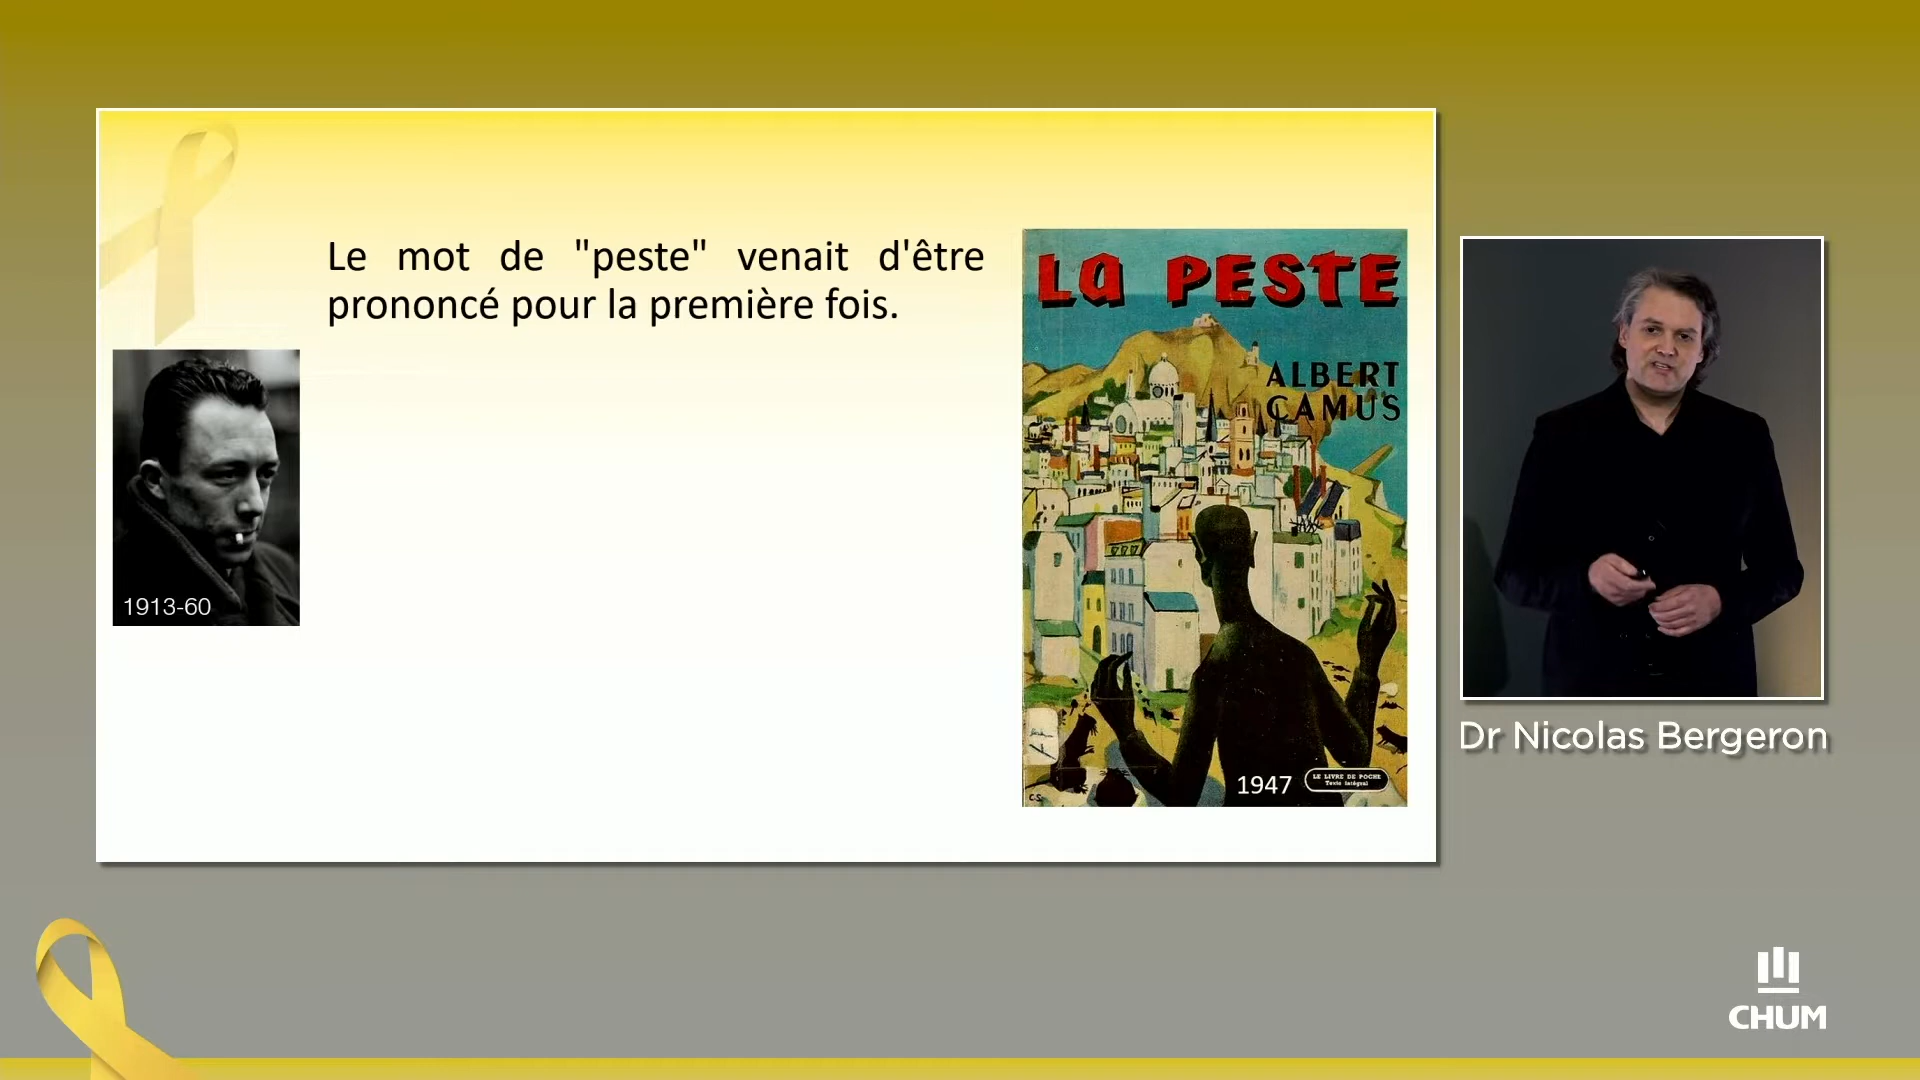 Le mot de "peste" venait d'être
prononcé pour la première fois.
1913-60
La PESTE
ALBERT
CAMUS
1947
LE LIVRE DE POCHE
Texte intégral
C.S.
Dr Nicolas Bergeron
CHUM